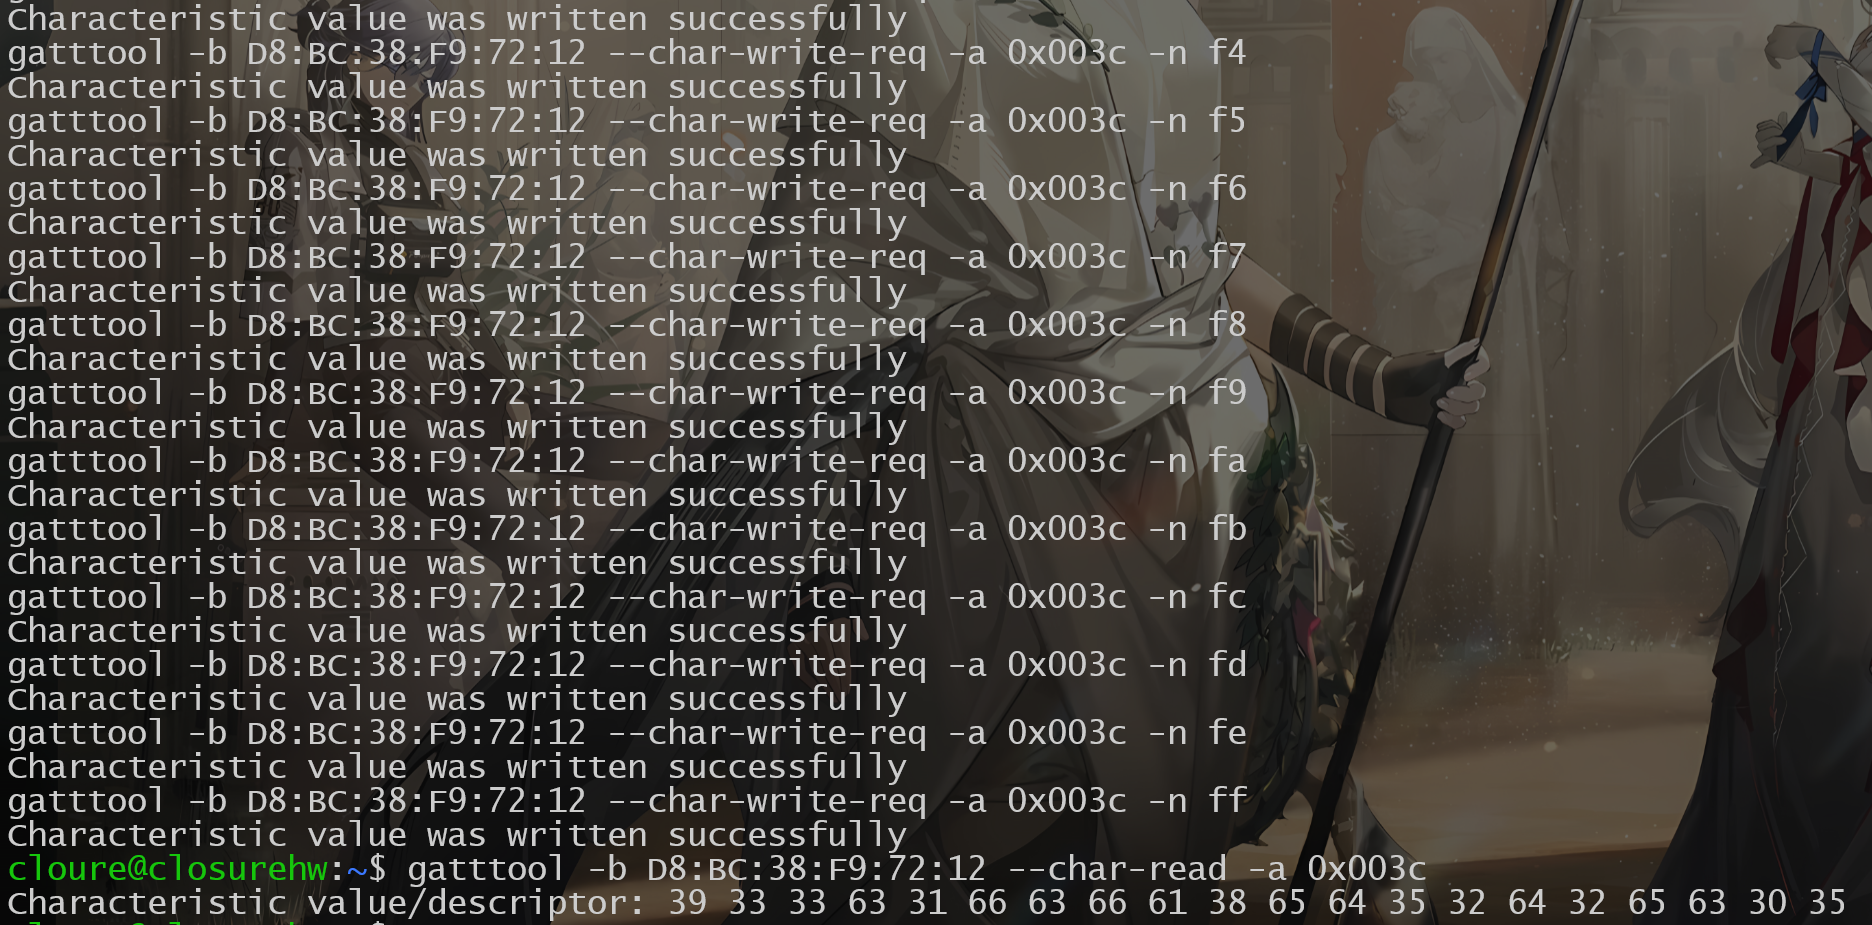 Characteristic value was written successfully
gatttool -b D8:BC:38:F9:72:12 --char-write-req -a 0x003c -n f4
Characteristic value was written successfully
gatttool -b D8:BC:38:F9:72:12 --char-write-req -a 0x003c -n f5
Characteristic value was written successfully
gatttool -b D8:BC:38:F9:72:12 --char-write-req -a 0x003c -n f6
Characteristic value was written successfully
gatttool -b D8:BC:38:F9:72:12 --char-write-req -a 0x003c -n f7
Characteristic value was written successfully
gatttool -b D8:BC:38:F9:72:12 --char-write-req -a 0x003c -n f8
Characteristic value was written successfully
gatttool -b D8:BC:38:F9:72:12 --char-write-req -a 0x003c -n f9
Characteristic value was written successfully
gatttool -b D8:BC:38:F9:72:12 --char-write-req -a 0x003c -n fa
Characteristic value was written successfully
gatttool -b D8:BC:38:F9:72:12 --char-write-req -a 0x003c -n fb
Characteristic value was written successfully
gatttool -b D8:BC:38:F9:72:12 --char-write-req -a 0x003c -n fc
Characteristic value was written successfully
gatttool -b D8:BC:38:F9:72:12 --char-write-req -a 0x003c -n fd
Characteristic value was written successfully
gatttool -b D8:BC:38:F9:72:12 --char-write-req -a 0x003c -n fe
Characteristic value was written successfully
gatttool -b D8:BC:38:F9:72:12 --char-write-req -a 0x003c -n ff
Characteristic value was written successfully
cloure@closurehw:~$ gatttool -b D8:BC:38:F9:72:12 --char-read -a 0x003c
Characteristic value/descriptor: 39 33 33 63 31 66 63 66 61 38 65 64 35 32 64 32 65 63 30 35